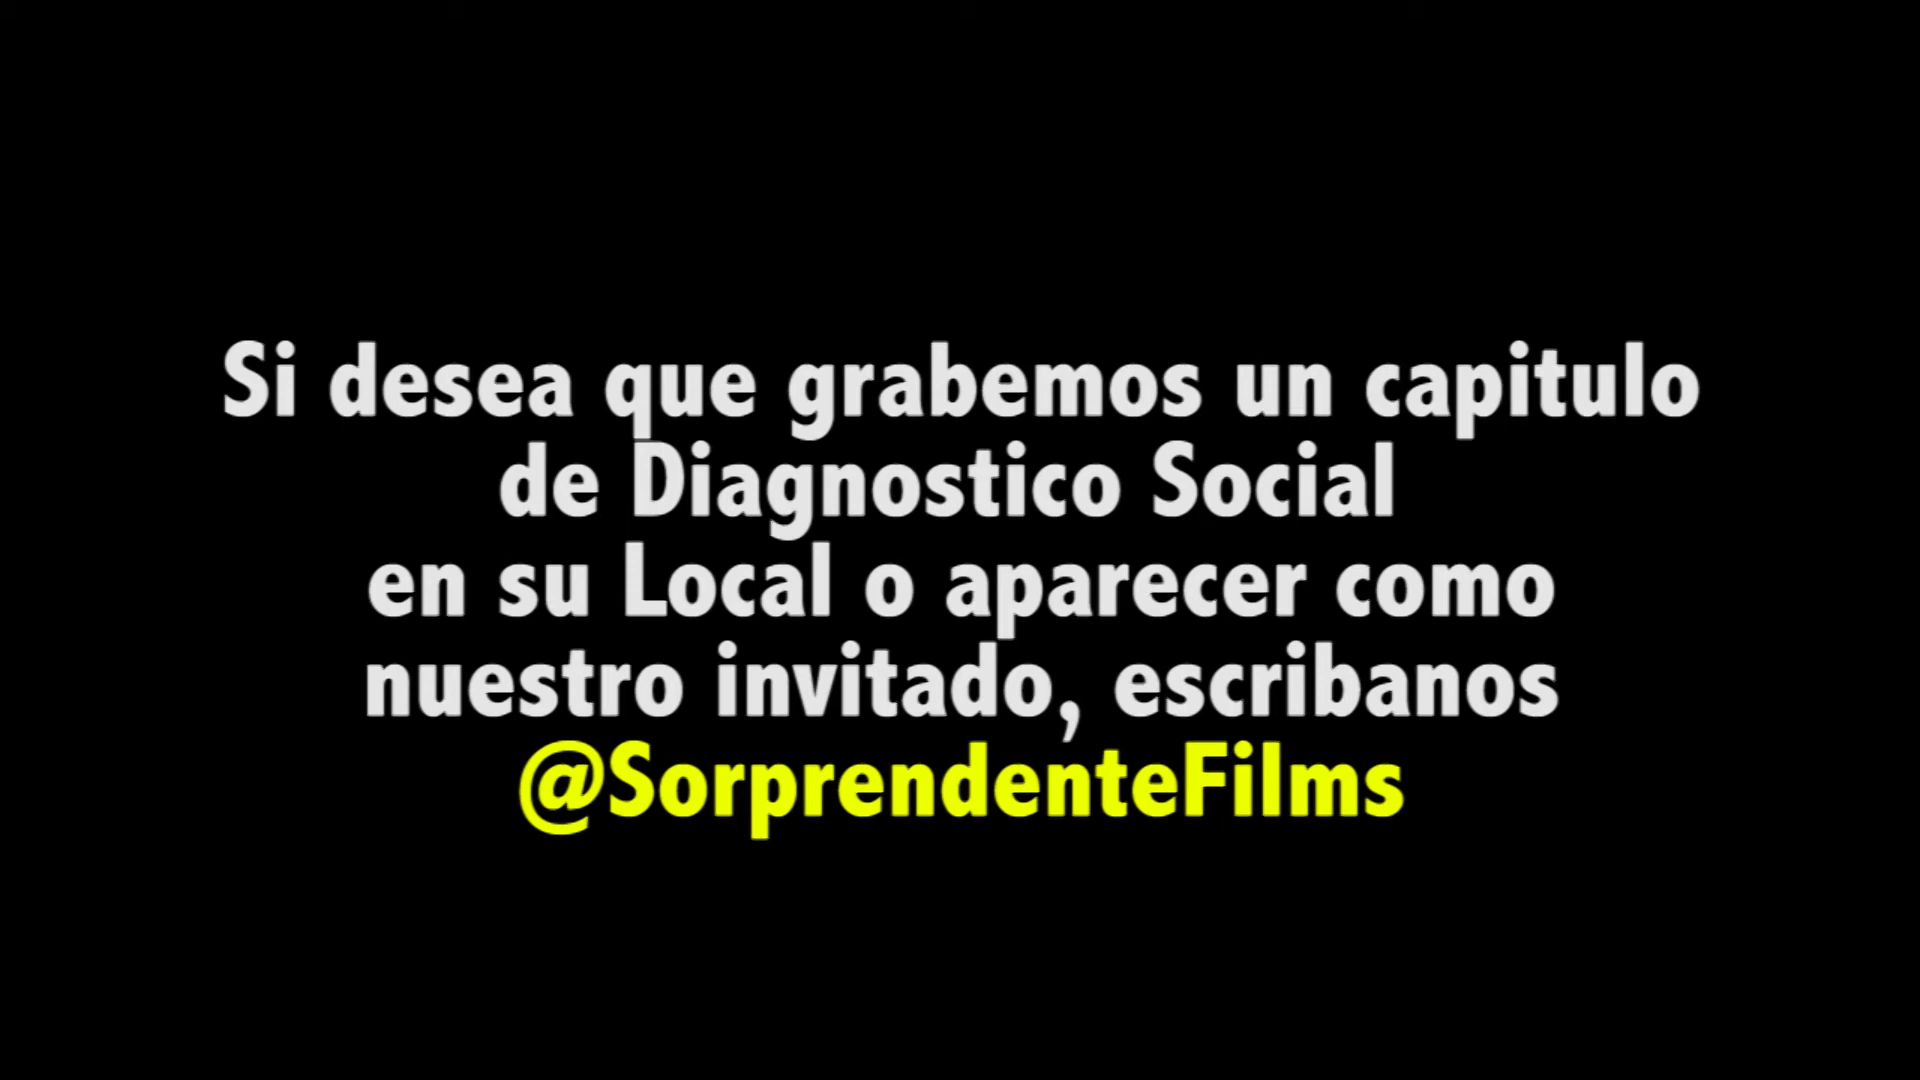 Si desea que grabemos un capitulo
de Diagnostico Social
en su Local o aparecer como
nuestro invitado, escribanos
@SorprendenteFilms